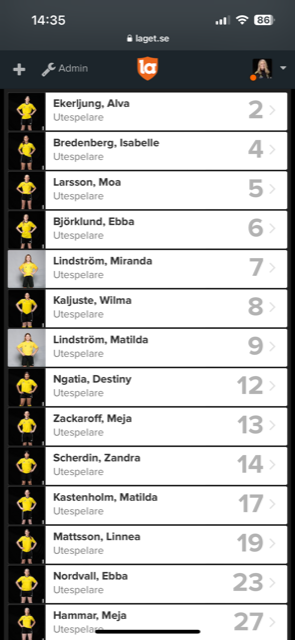 14:35
86
laget.se
+ Admin
la
Ekerljung, Alva
Utespelare
2
Bredenberg, Isabelle
Utespelare
4
Larsson, Moa
Utespelare
5
Björklund, Ebba
Utespelare
6
Lindström, Miranda
Utespelare
7
Kaljuste, Wilma
Utespelare
8
Lindström, Matilda
Utespelare
9
Ngatia, Destiny
Utespelare
12
Zackaroff, Meja
Utespelare
13
Scherdin, Zandra
Utespelare
14
Kastenholm, Matilda
Utespelare
17
Mattsson, Linnea
Utespelare
19
Nordvall, Ebba
Utespelare
23
Hammar, Meja
Utespelare
27